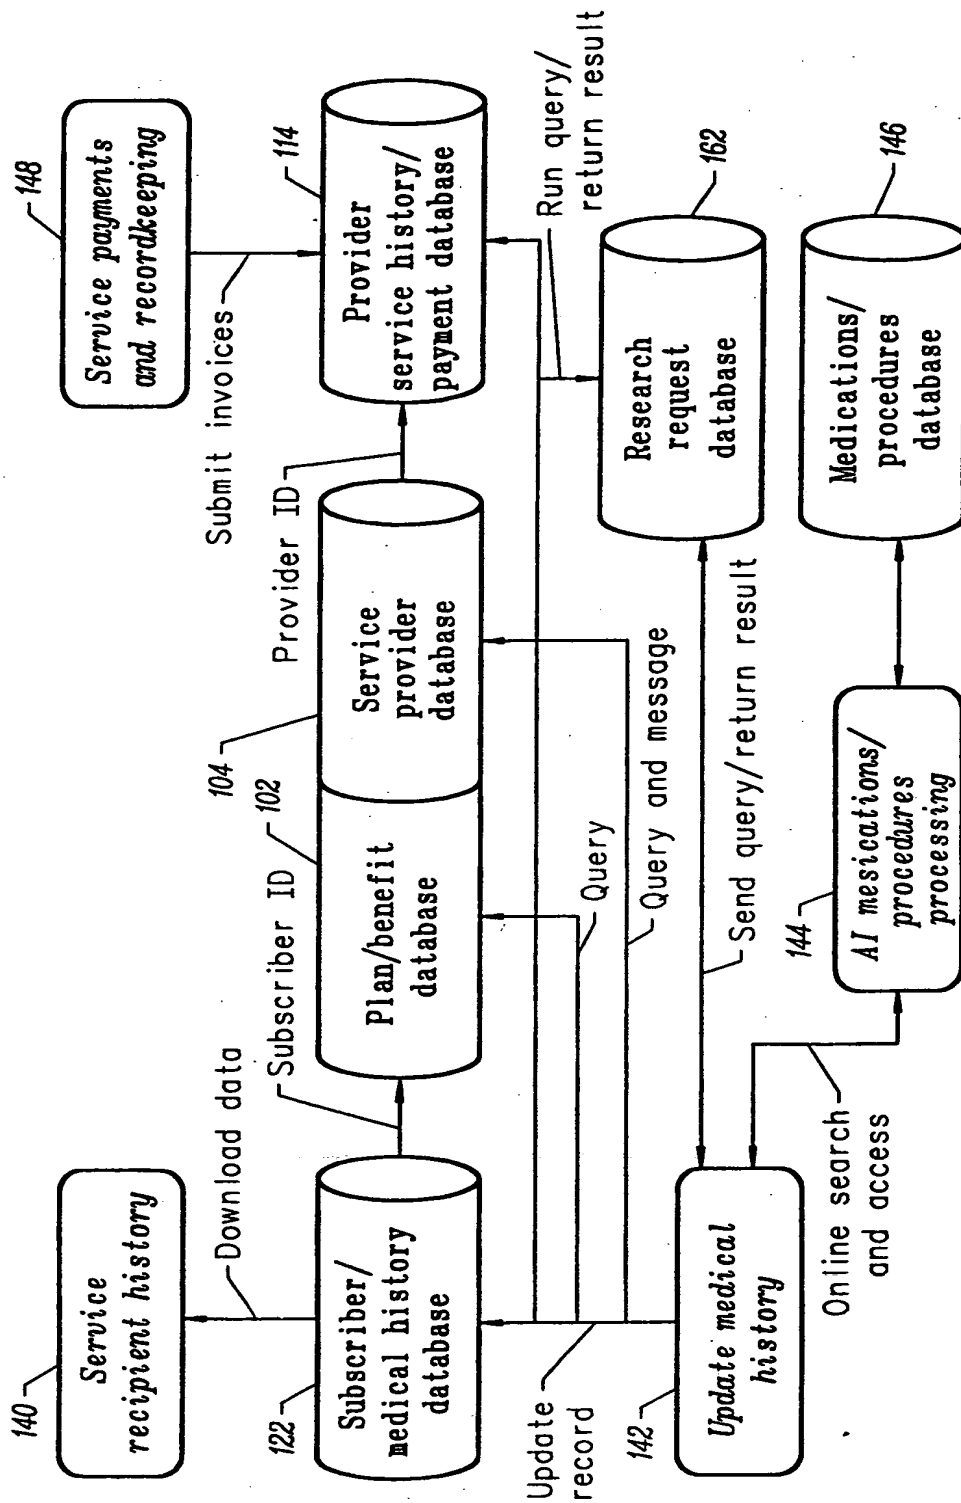 140
Service
recipient history
Download data
148
Service payments
and recordkeeping
Submit invoices
122
Subscriber/
medical history
database
Subscriber ID
102
Plan/benefit
database
104
Service
provider
database
Provider ID
114
Provider
service history/
payment database
Update
record
Query
Query and message
Run query/
return result
142
Update medical
history
Send query/return result
162
Research
request
database
Online search
and access
144
AI mesications/
procedures
processing
146
Medications/
procedures
database